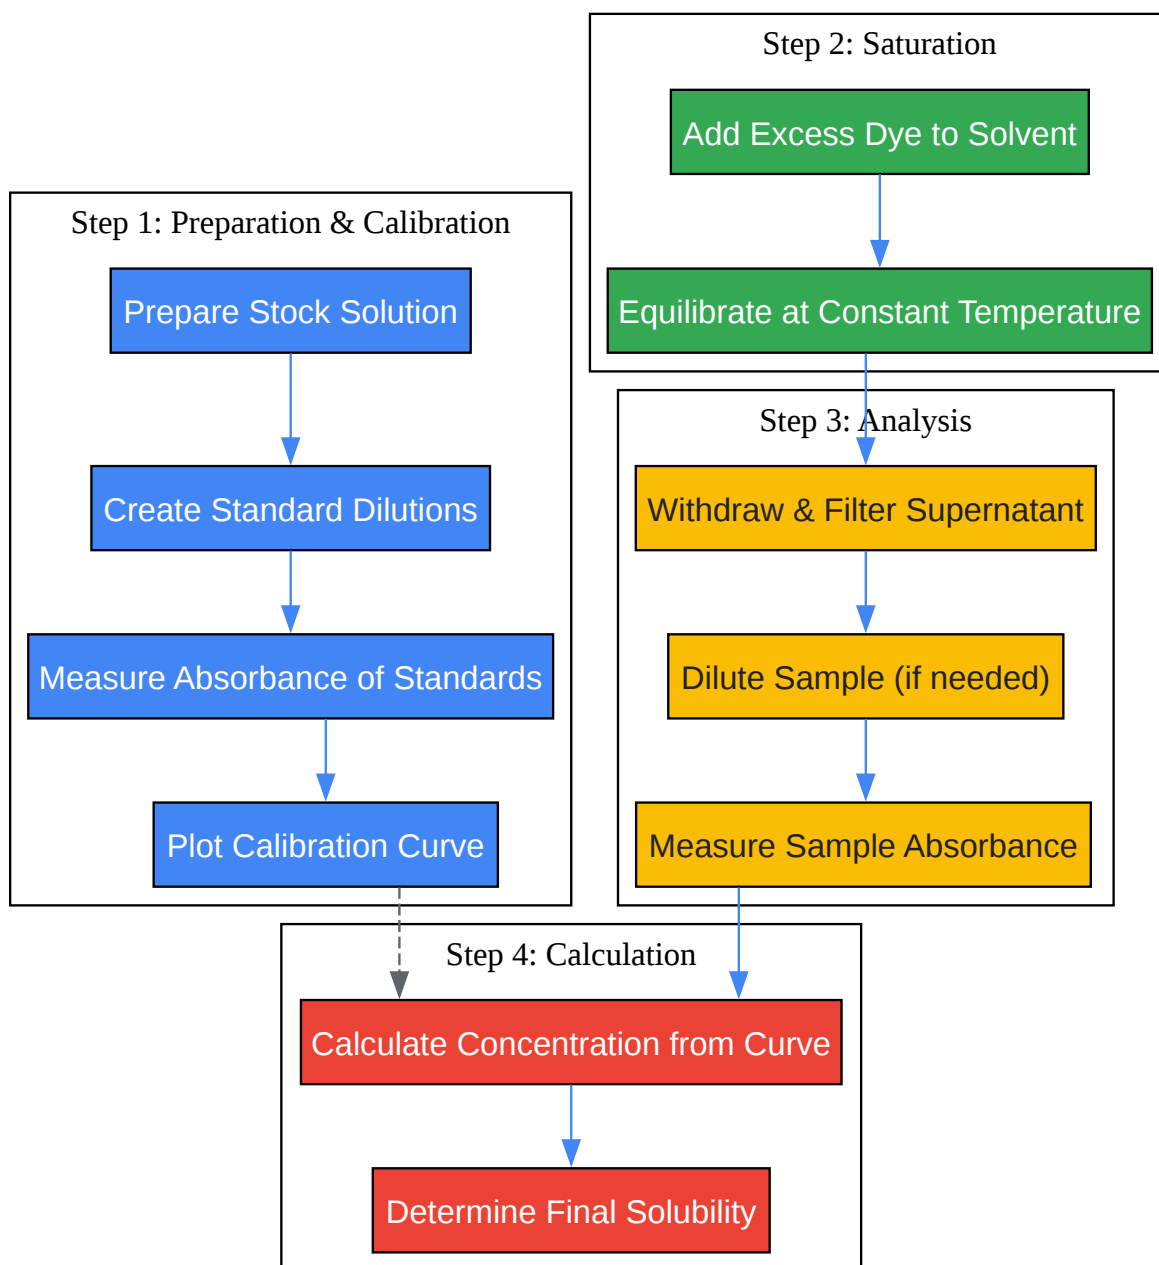 Step 2: Saturation
Add Excess Dye to Solvent
Equilibrate at Constant Temperature
Step 1: Preparation & Calibration
Prepare Stock Solution
Create Standard Dilutions
Measure Absorbance of Standards
Plot Calibration Curve
Step 3: Analysis
Withdraw & Filter Supernatant
Dilute Sample (if needed)
Measure Sample Absorbance
Step 4: Calculation
Calculate Concentration from Curve
Determine Final Solubility